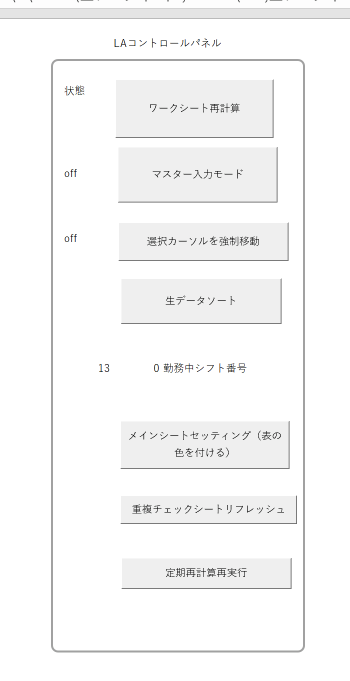 LAコントロールパネル
状態
ワークシート再計算
off
マスター入力モード
off
選択カーソルを強制移動
生データソート
13 0 勤務中シフト番号
メインシートセッティング（表の
色を付ける）
重複チェックシートリフレッシュ
定期再計算再実行